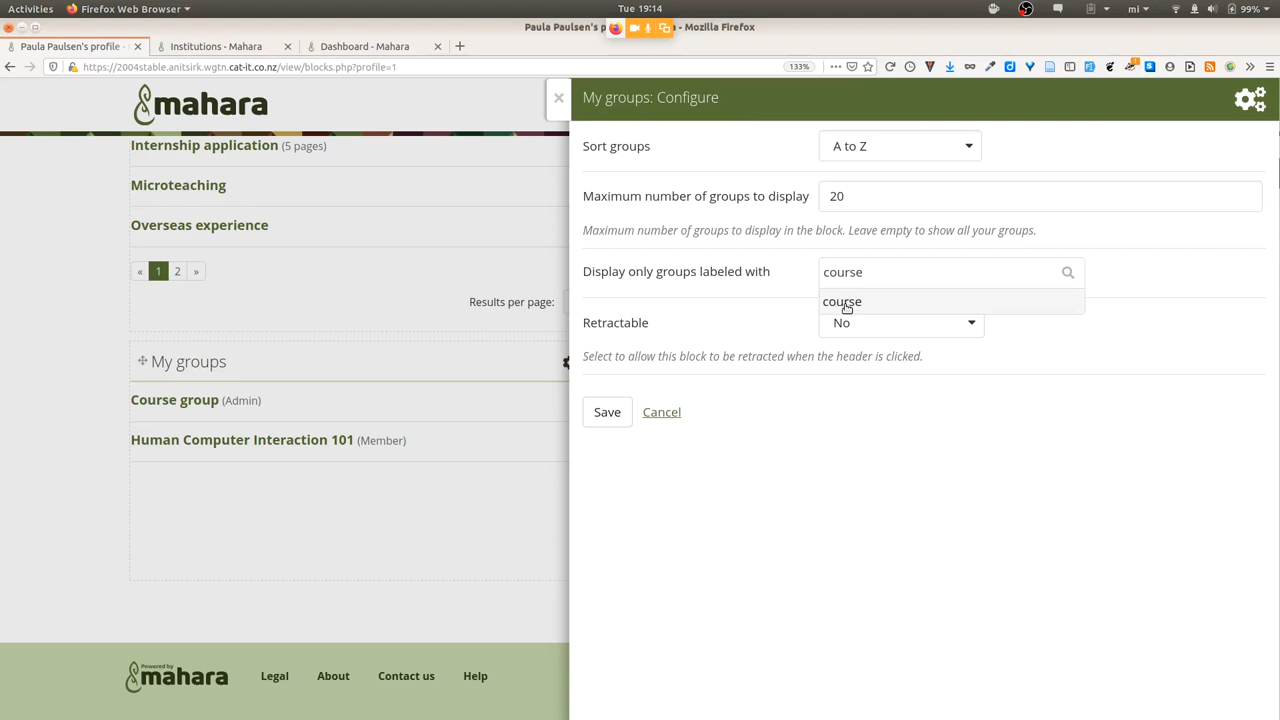 Activities
Firefox Web Browser
Tue 19:14
mi
99%
Paula Paulsen's p
- Mozilla Firefox
Paula Paulsen's profile
Institutions - Mahara
Dashboard - Mahara
https://2004stable.anitsirk.wgtn.cat-it.co.nz/view/blocks.php?profile=1
133%
mahara
My groups: Configure
Internship application (5 pages)
Microteaching
Overseas experience
« 1 2 »
Results per page:
My groups
Course group (Admin)
Human Computer Interaction 101 (Member)
Sort groups
A to Z
Maximum number of groups to display
20
Maximum number of groups to display in the block. Leave empty to show all your groups.
Display only groups labeled with
course
course
Retractable
No
Select to allow this block to be retracted when the header is clicked.
Save
Cancel
Powered by
mahara
Legal
About
Contact us
Help